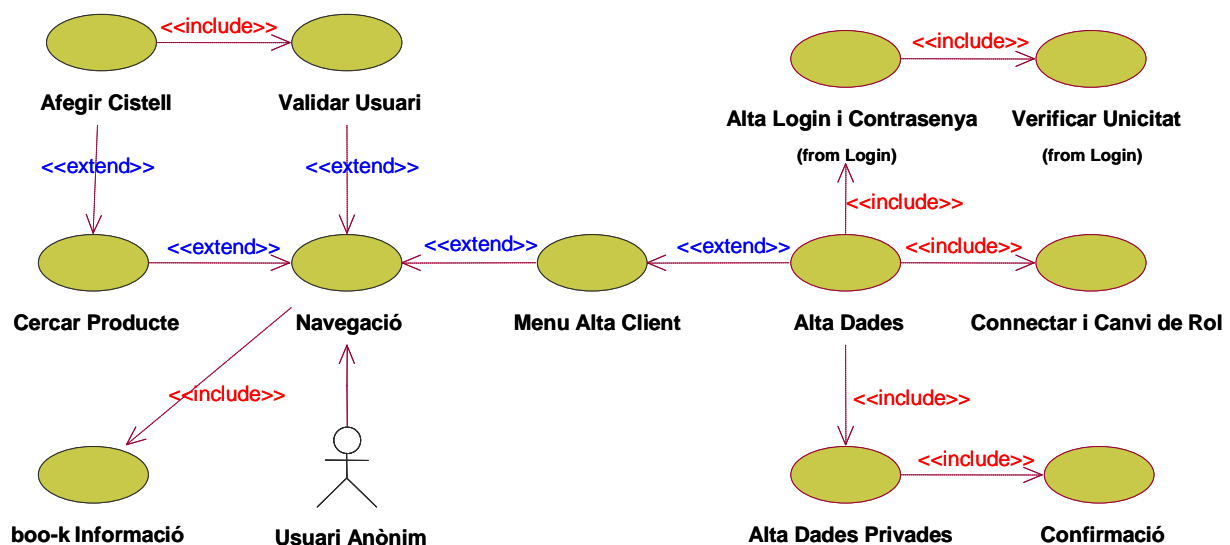 <<include>>
<<include>>
Afegir Cistell
Validar Usuari
Alta Login i Contrasenya
(from Login)
Verificar Unicitat
(from Login)
<<extend>>
<<extend>>
<<include>>
<<extend>>
<<extend>>
<<extend>>
<<include>>
Cercar Producte
Navegació
Menu Alta Client
Alta Dades
Connectar i Canvi de Rol
<<include>>
<<include>>
<<include>>
boo-k Informació
Usuari Anònim
Alta Dades Privades
Confirmació